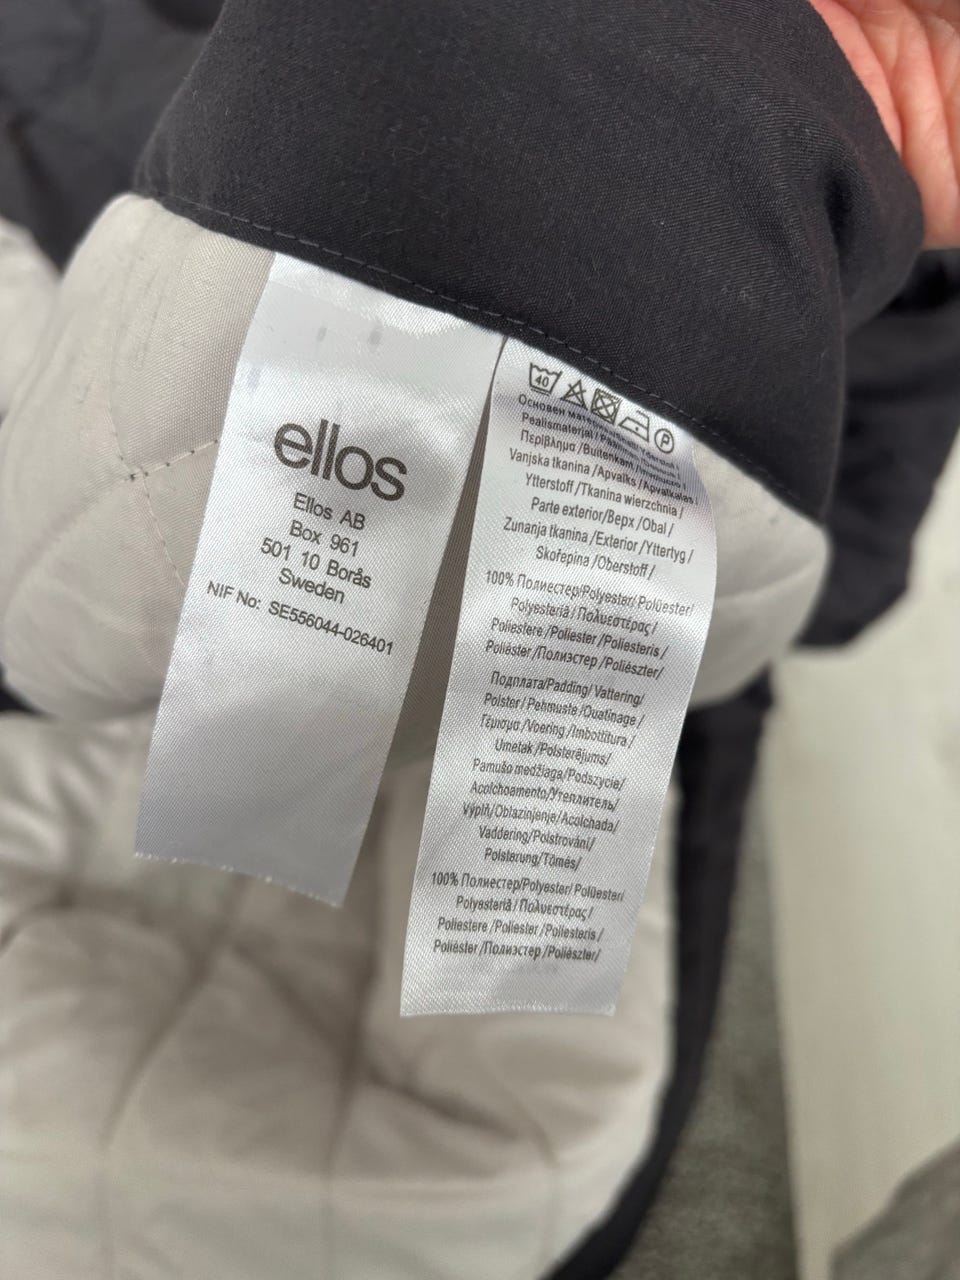 ellos
Ellos AB
Box 961
501 10 Borås
Sweden
NIF No: SE556044-026401
40
P
Основен
Pealismaterjal /
Περίβλημα /Buitenkant /
Vanjska tkanina /Apvalks /Apvalkalas /
Ytterstoff /Tkanina wierzchnia /
Parte exterior/Верх /Obal /
Zunanja tkanina /Exterior /Yttertyg /
Skořepina /Oberstoff /
100% Полиестер/Polyester/ Polüester/
Polyesteriä / Πολυεστέρας /
Poliestere /Poliester /Poliesteris /
Poliéster /Полиэстер /Poliészter/
Подплата/Padding/ Vattering/
Polster / Pehmuste /Ouatinage /
Γέμισμα /Voering /Imbottitura /
Umetak /Polsterējums/
Pamušo medžiaga/Podszycie/
Acolchoamento/Утеплитель/
Výplň/Oblazinjenje/Acolchada/
Vaddering/Polstrování/
Polsterung/Tömés/
100% Полиестер/Polyester/ Polüester/
Polyesteriä / Πολυεστέρας /
Poliestere /Poliester /Poliesteris /
Poliéster /Полиэстер /Poliészter/